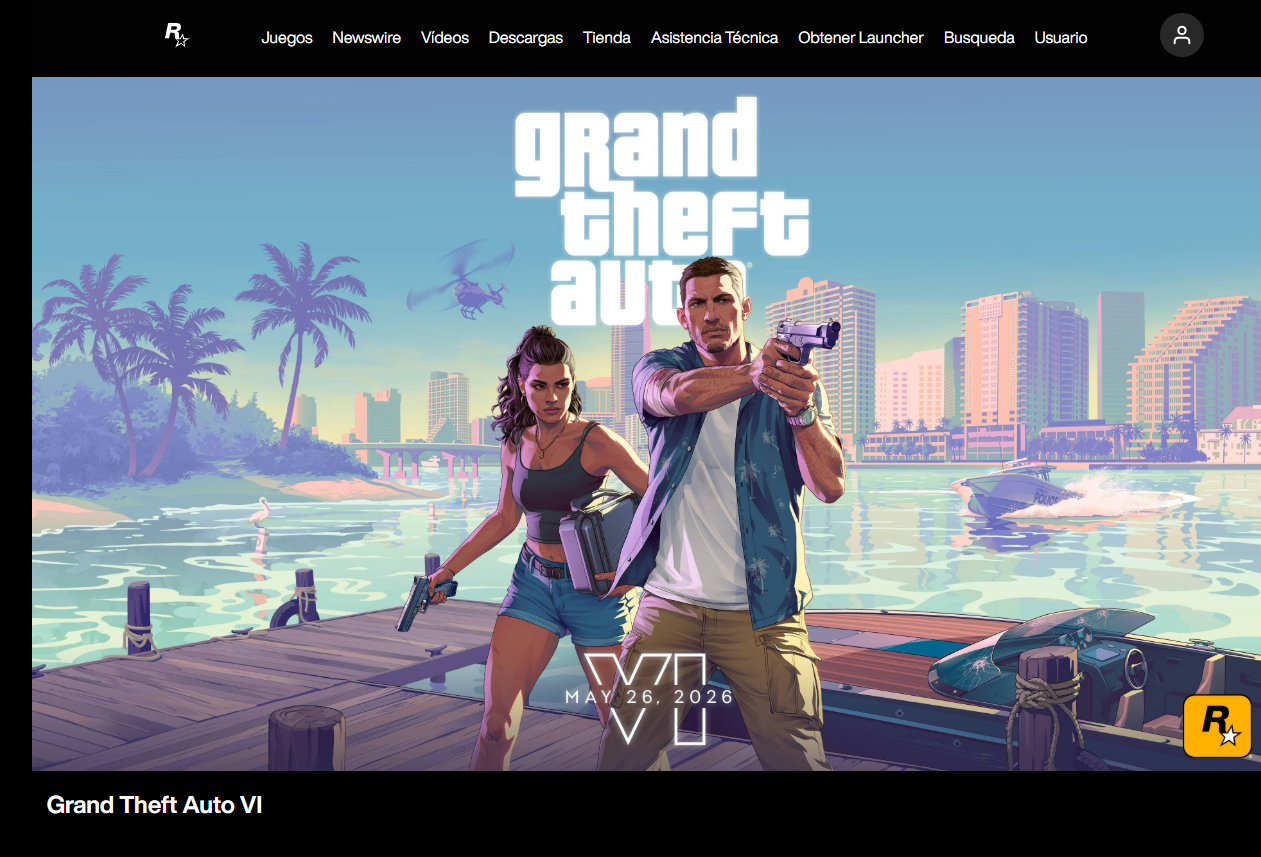 R
Juegos Newswire Vídeos Descargas Tienda Asistencia Técnica Obtener Launcher Busqueda Usuario
grand
theft
auto
VI
MAY 26, 2026
POLICE
R
Grand Theft Auto VI